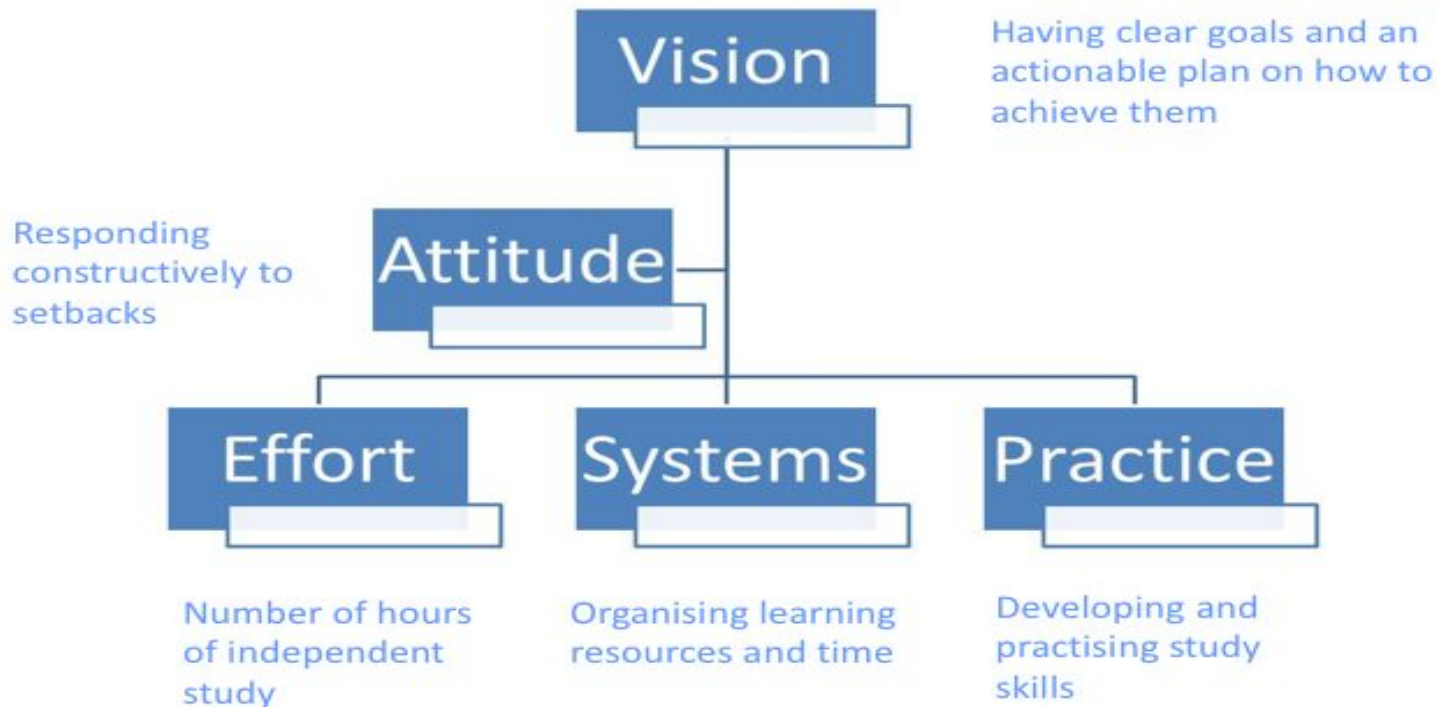 Vision
Having clear goals and an
actionable plan on how to
achieve them
Responding
constructively to
setbacks
Attitude
Effort
Systems
Practice
Number of hours
of independent
study
Organising learning
resources and time
Developing and
practising study
skills